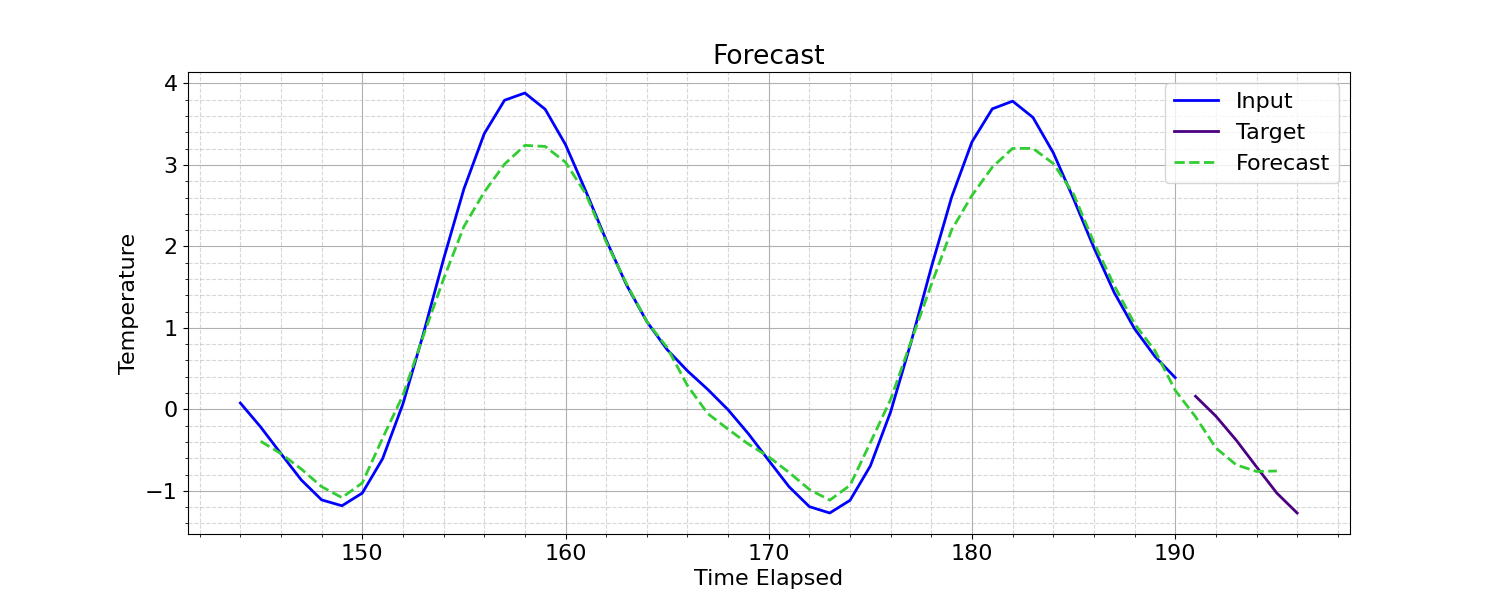 Forecast
4
3
2
1
0
−1
Temperature
150 160 170 180 190
Time Elapsed
Input
Target
Forecast